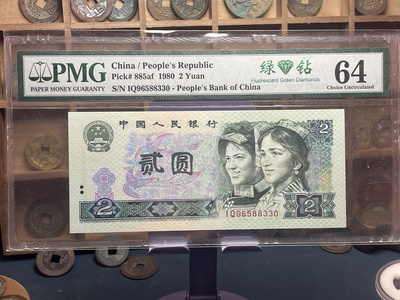 PMG
PAPER MONEY GUARANTY
China / People's Republic
Pick# 885af 1980 2 Yuan
S/N IQ96588330 - People's Bank of China
绿钻
Fluorescent Green Diamonds
64
Choice Uncirculated
中国人民银行
2
贰圆
IQ96588330
2
2